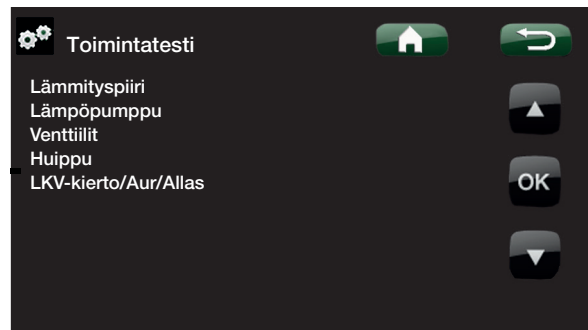 Toimintatesti
Lämmityspiiri
Lämpöpumppu
Venttiilit
Huippu
LKV-kierto/Aur/Allas
OK